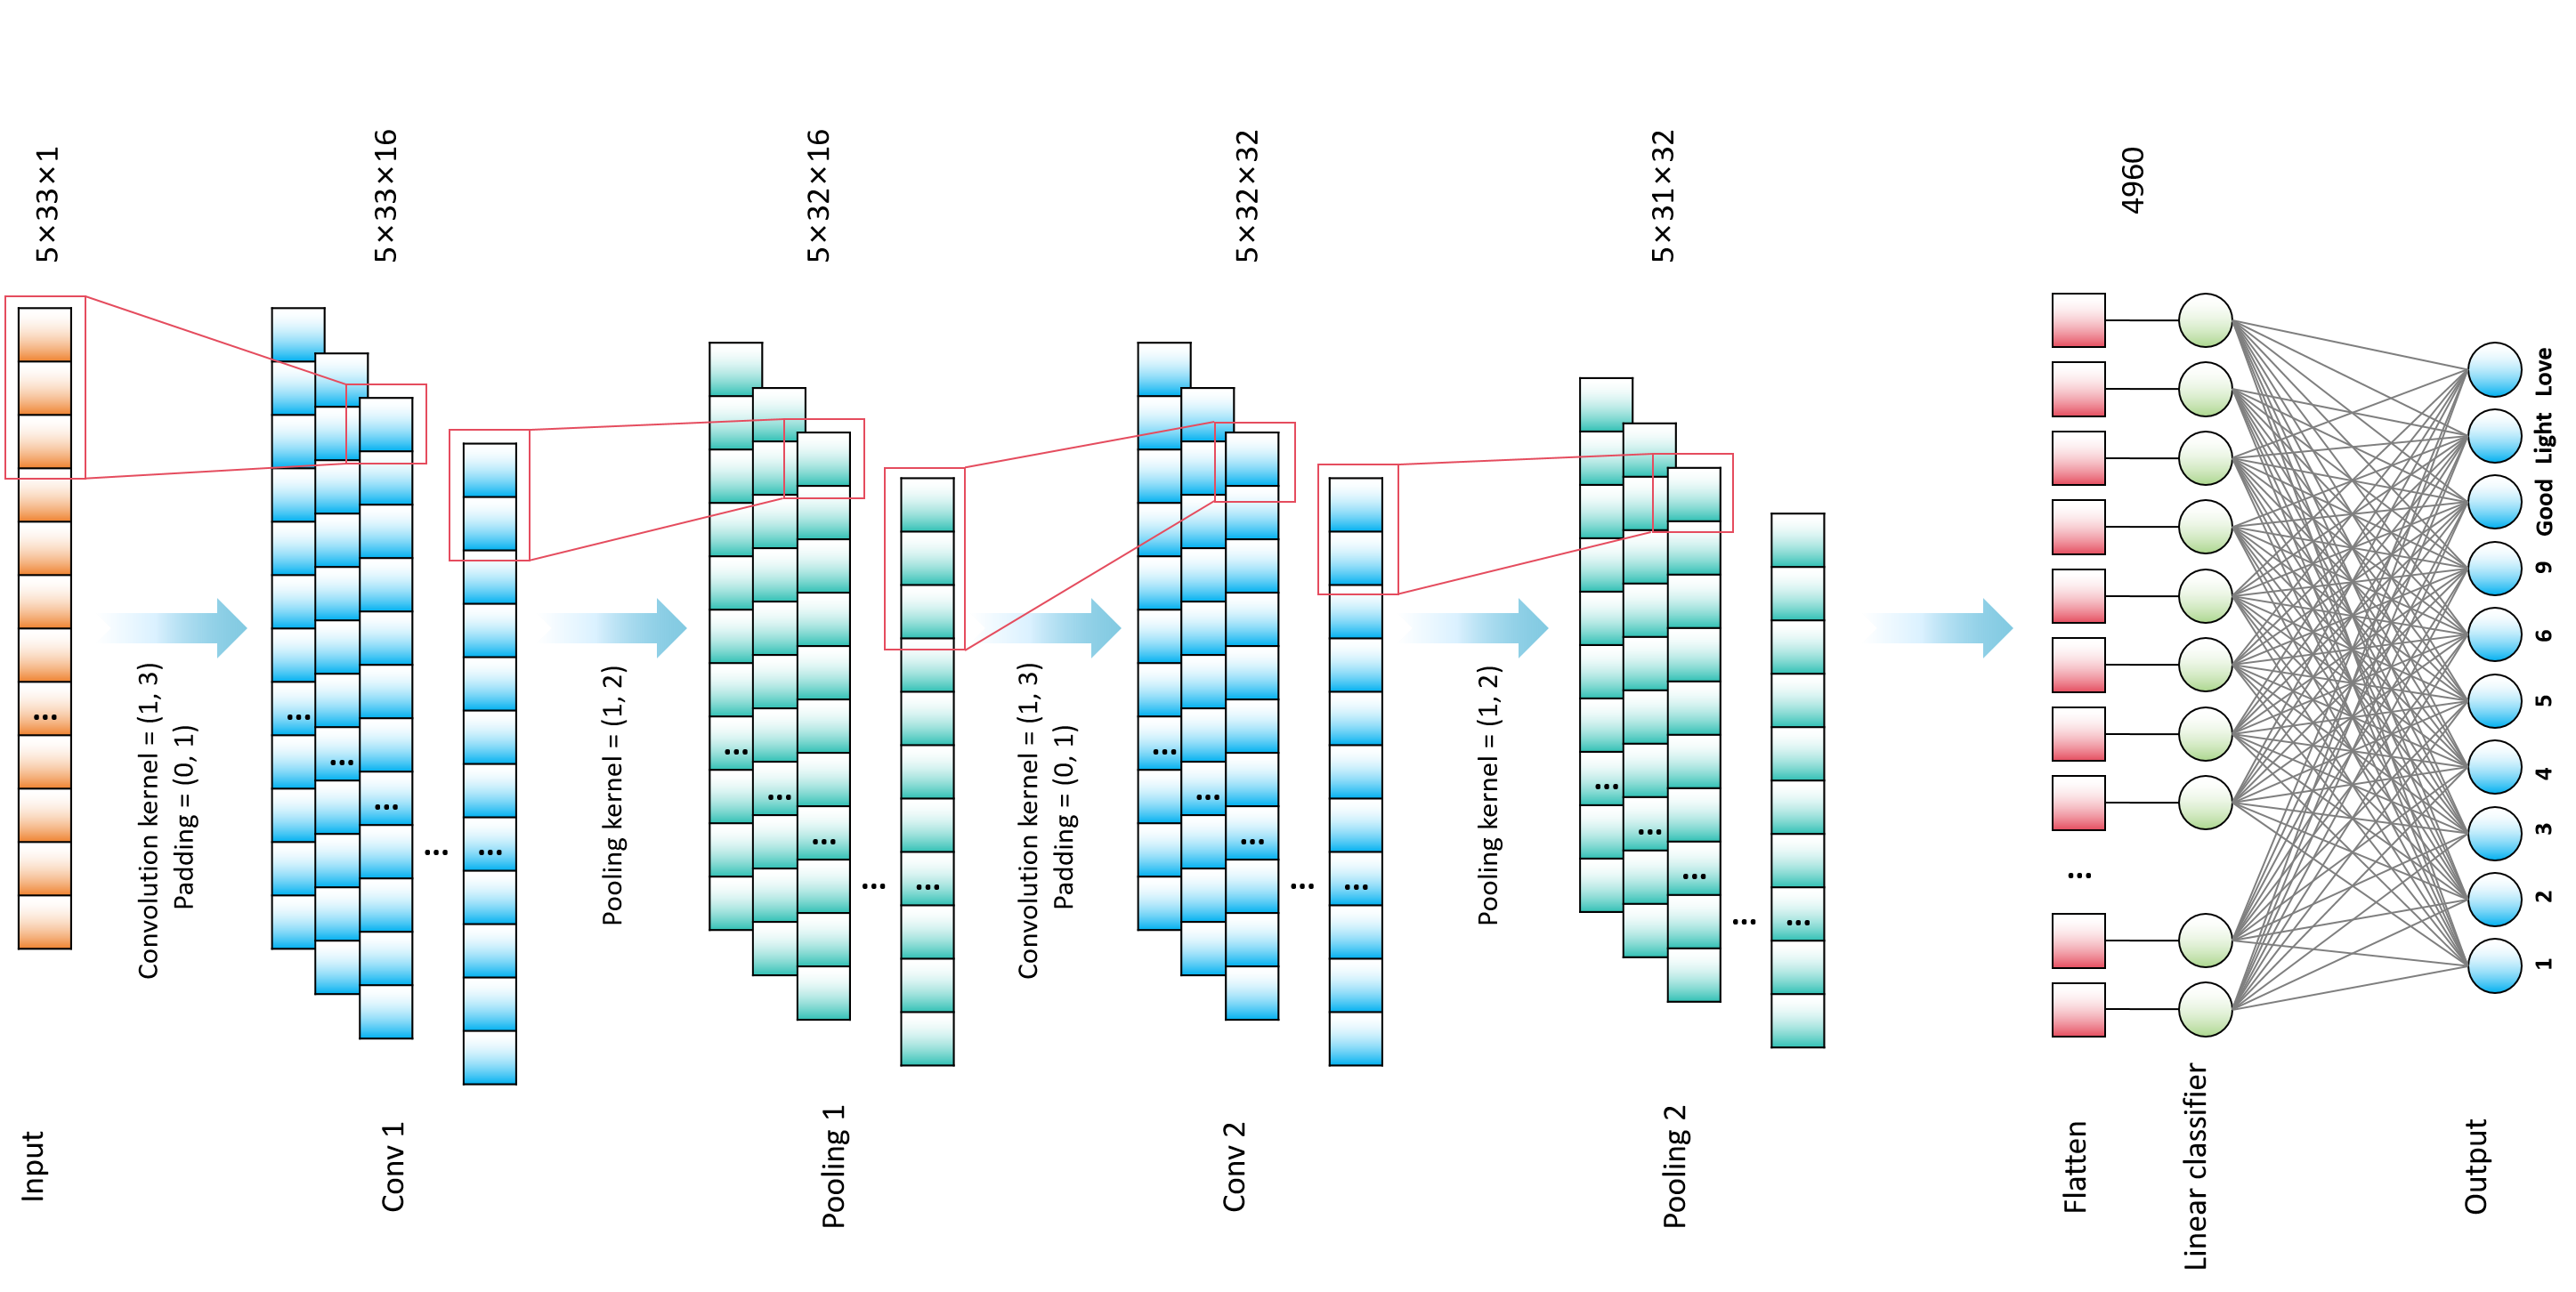 5×33×1
5×33×16
5×32×16
5×32×32
5×31×32
4960
...
Convolution kernel = (1, 3)
Padding = (0, 1)
...
...
...
...
...
Pooling kernel = (1, 2)
...
...
...
...
...
Convolution kernel = (1, 3)
Padding = (0, 1)
...
...
...
...
...
Pooling kernel = (1, 2)
...
...
...
...
...
...
Love
Light
Good
9
6
5
4
3
2
1
Input
Conv 1
Pooling 1
Conv 2
Pooling 2
Flatten
Linear classifier
Output